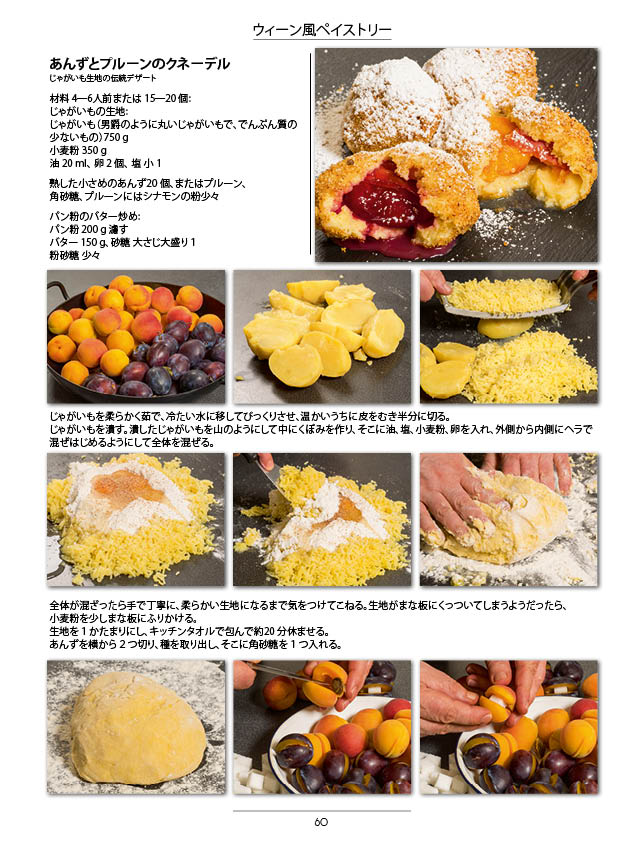 ウィーン風ペイストリー
あんずとプルーンのクネーデル
じゃがいも生地の伝統デザート
材料 4—6人前または 15—20 個:
じゃがいもの生地:
じゃがいも（男爵のように丸いじゃがいもで、でんぷん質の
少ないもの）750 g
小麦粉 350 g
油 20 ml、卵 2 個、塩 小 1
熟した小さめのあんず20 個、またはプルーン、
角砂糖、プルーンにはシナモンの粉少々
パン粉のバター炒め:
パン粉 200 g 濾す
バター 150 g、砂糖 大さじ大盛り 1
粉砂糖 少々
じゃがいもを柔らかく茹で、冷たい水に移してびっくりさせ、温かいうちに皮をむき半分に切る。
じゃがいもを潰す。潰したじゃがいもを山のようにして中にくぼみを作り、そこに油、塩、小麦粉、卵を入れ、外側から内側にヘラで
混ぜはじめるようにして全体を混ぜる。
全体が混ざったら手で丁寧に、柔らかい生地になるまで気をつけてこねる。生地がまな板にくっついてしまうようだったら、
小麦粉を少しまな板にふりかける。
生地を 1 かたまりにし、キッチンタオルで包んで約20 分休ませる。
あんずを横から 2 つ切り、種を取り出し、そこに角砂糖を 1 つ入れる。
60